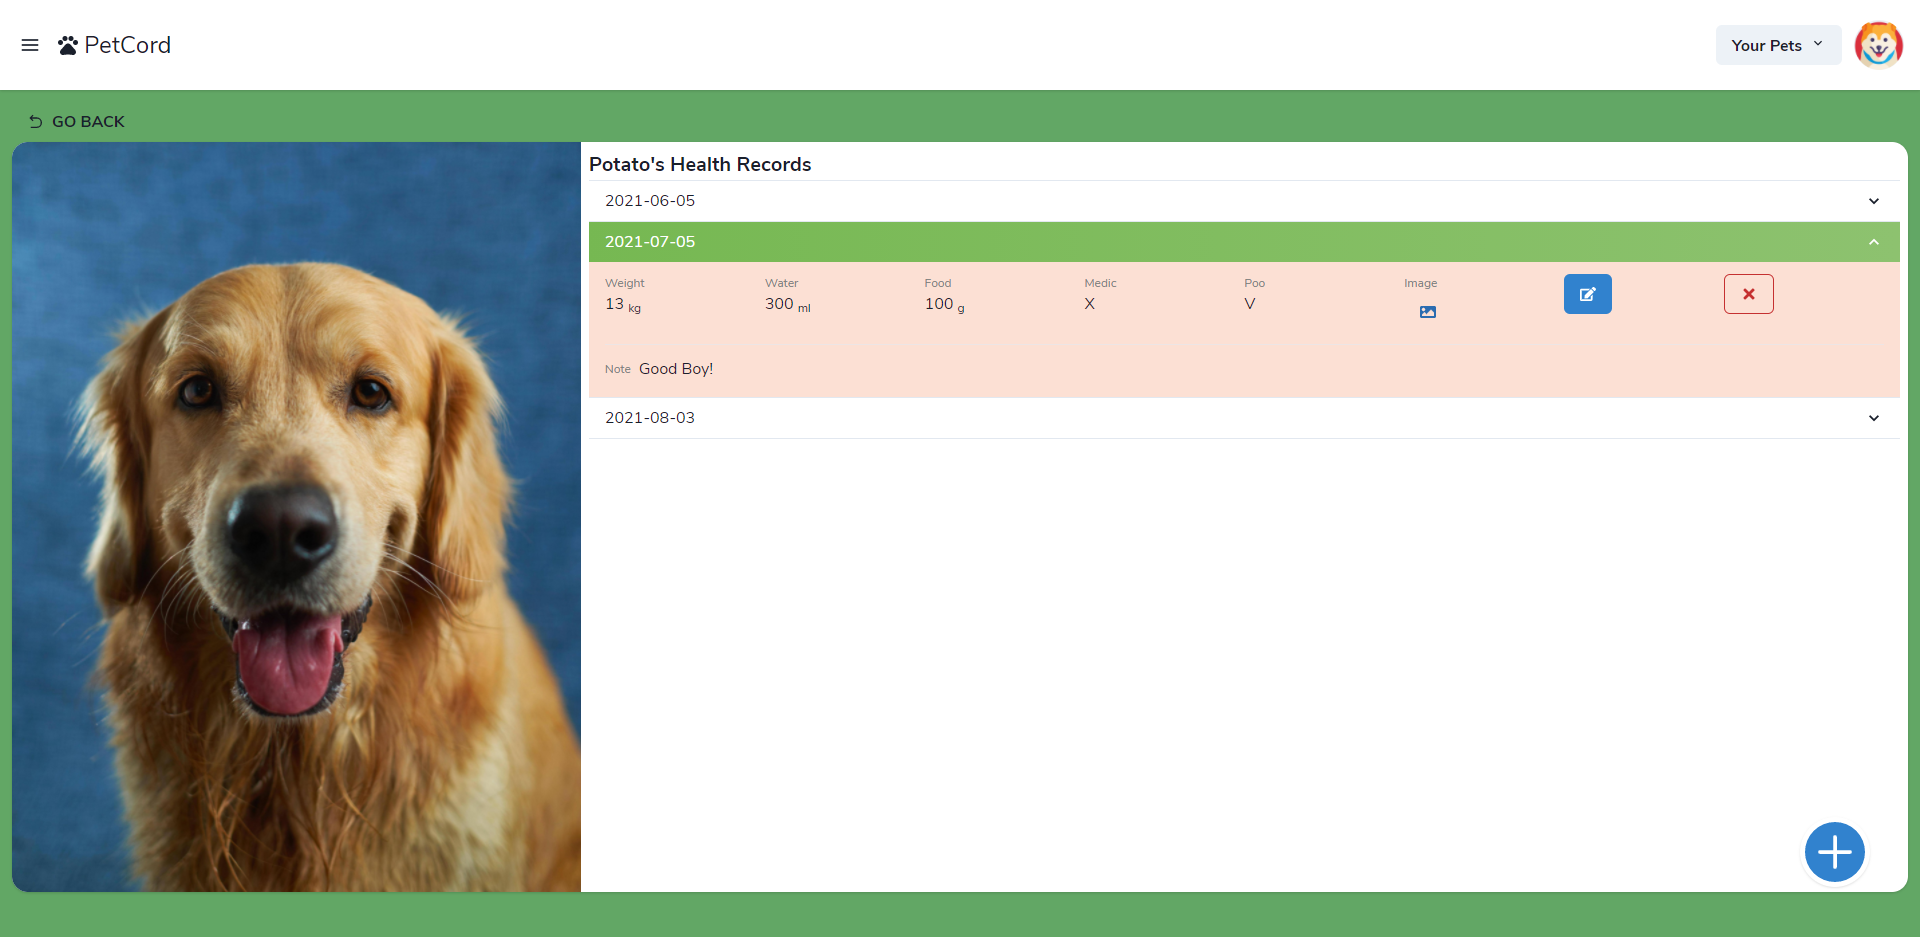 PetCord
Your Pets
GO BACK
Potato's Health Records
2021-06-05
2021-07-05
Weight Water Food Medic Poo Image
13 kg 300 ml 100 g X V
Note Good Boy!
2021-08-03